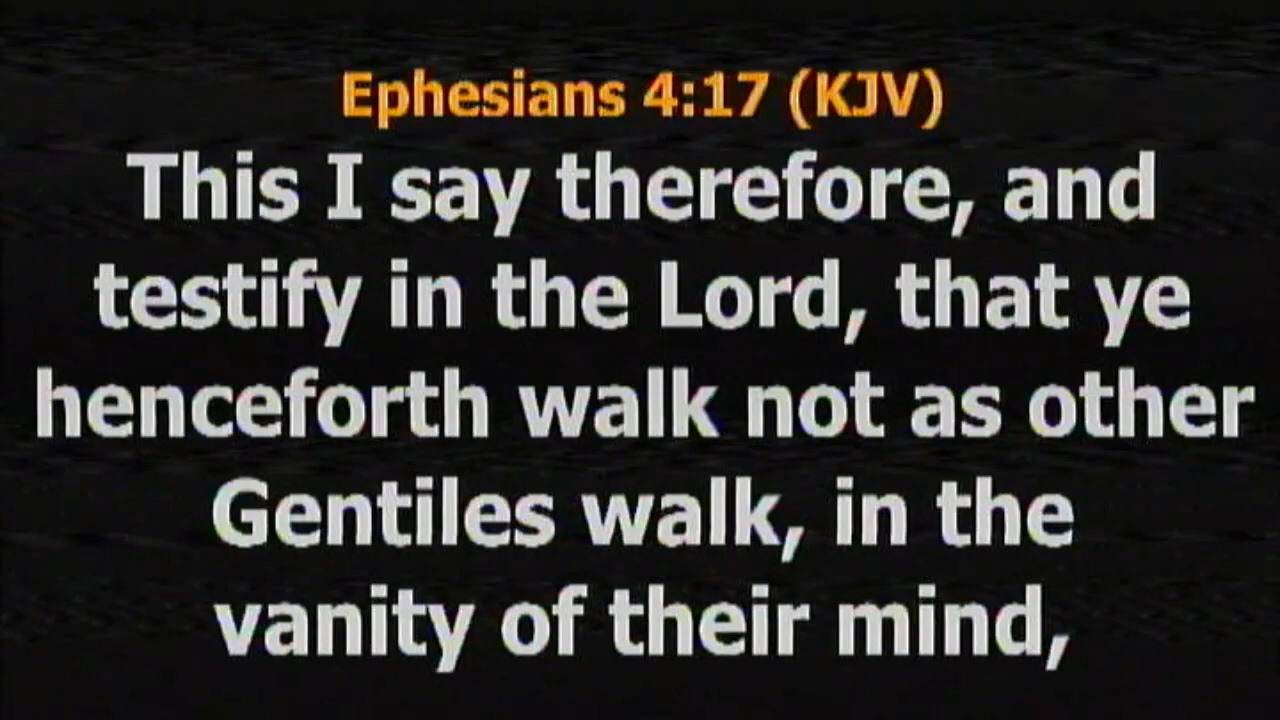 Ephesians 4:17 (KJV)
This I say therefore, and
testify in the Lord, that ye
henceforth walk not as other
Gentiles walk, in the
vanity of their mind,